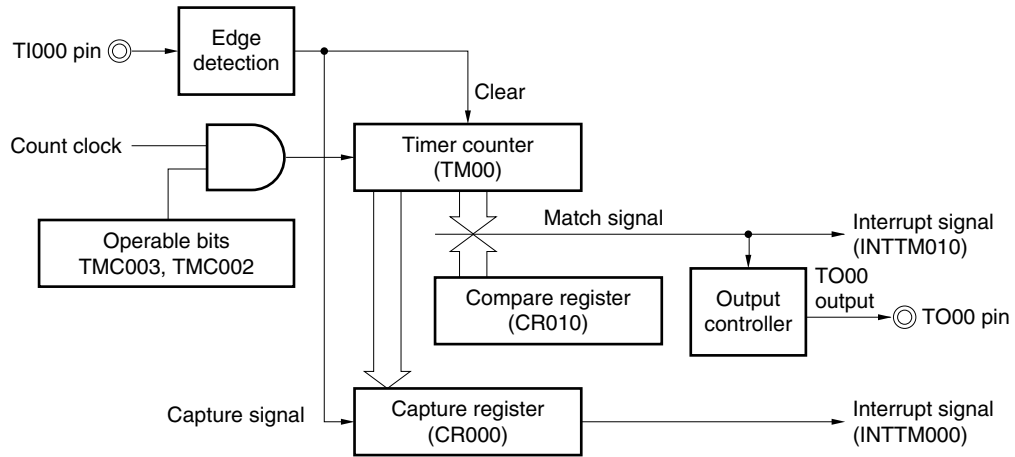 TI000 pin
Edge
detection
Clear
Count clock
Timer counter
(TM00)
Operable bits
TMC003, TMC002
Match signal
Interrupt signal
(INTTM010)
Compare register
(CR010)
Output
controller
TO00
output
TO00 pin
Capture signal
Capture register
(CR000)
Interrupt signal
(INTTM000)